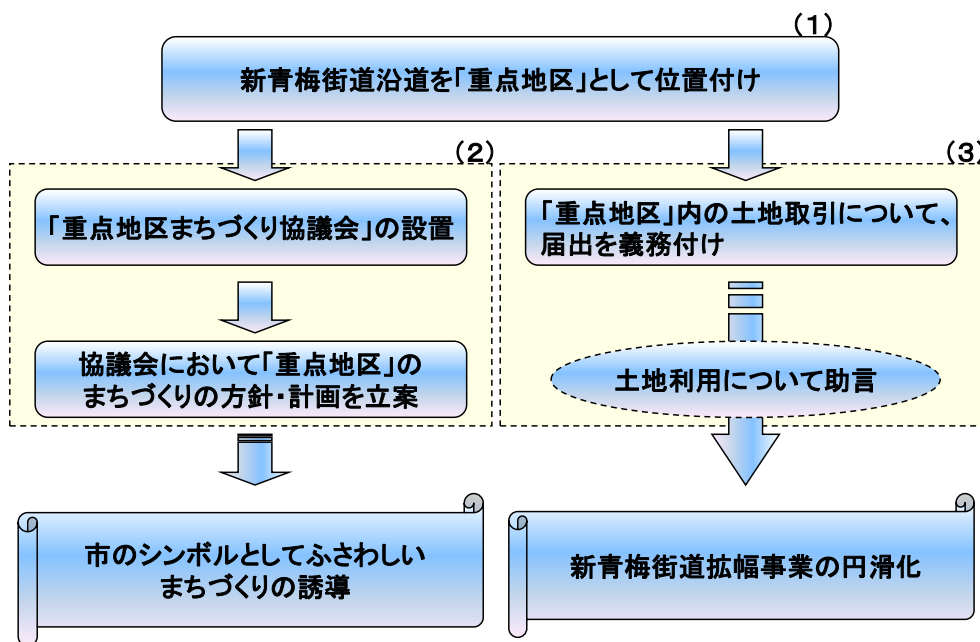 (1)
新青梅街道沿道を「重点地区」として位置付け
(2)
「重点地区まちづくり協議会」の設置
協議会において「重点地区」の
まちづくりの方針・計画を立案
市のシンボルとしてふさわしい
まちづくりの誘導
(3)
「重点地区」内の土地取引について、
届出を義務付け
土地利用について助言
新青梅街道拡幅事業の円滑化